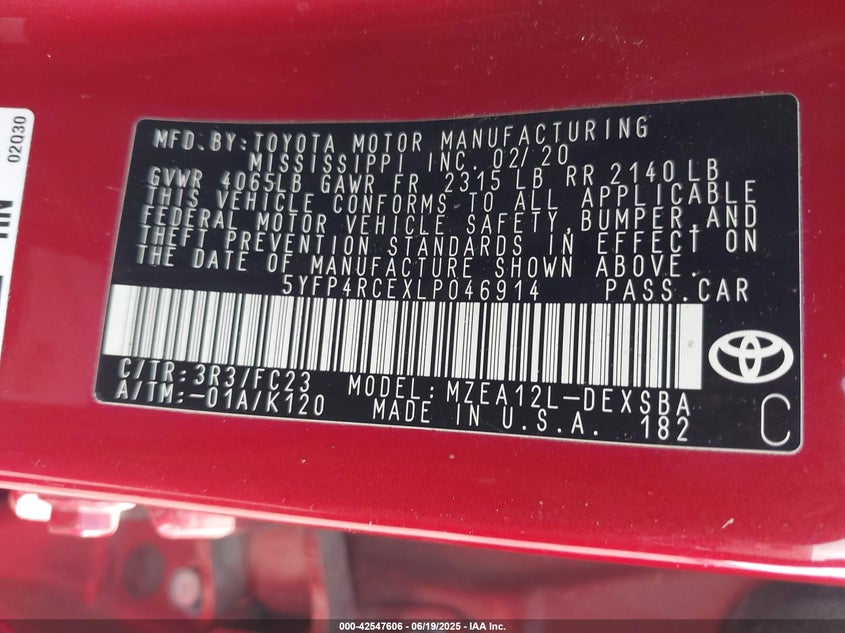 02030
HN
MFD.BY:TOYOTA MOTOR MANUFACTURING
MISSISSIPPI INC. 02/20
GVWR 4065LB GAWR FR 2315 LB RR 2140 LB
THIS VEHICLE CONFORMS TO ALL APPLICABLE
FEDERAL MOTOR VEHICLE SAFETY,BUMPER,AND
THEFT PREVENTION STANDARDS IN EFFECT ON
THE DATE OF MANUFACTURE SHOWN ABOVE.
5YFP4RCEXLP046914 PASS.CAR
C/TR:3R3/FC23 MODEL:MZEA12L-DEXSBA
A/TM:-01A/K120 MADE IN U.S.A. 182
C
000-42547606 - 06/19/2025 - IAA Inc.